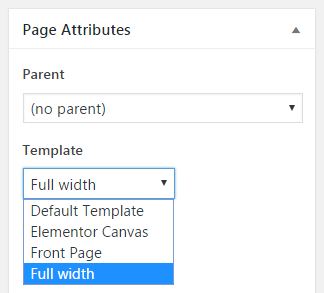 Page Attributes
Parent
(no parent)
Template
Full width
Default Template
Elementor Canvas
Front Page
Full width